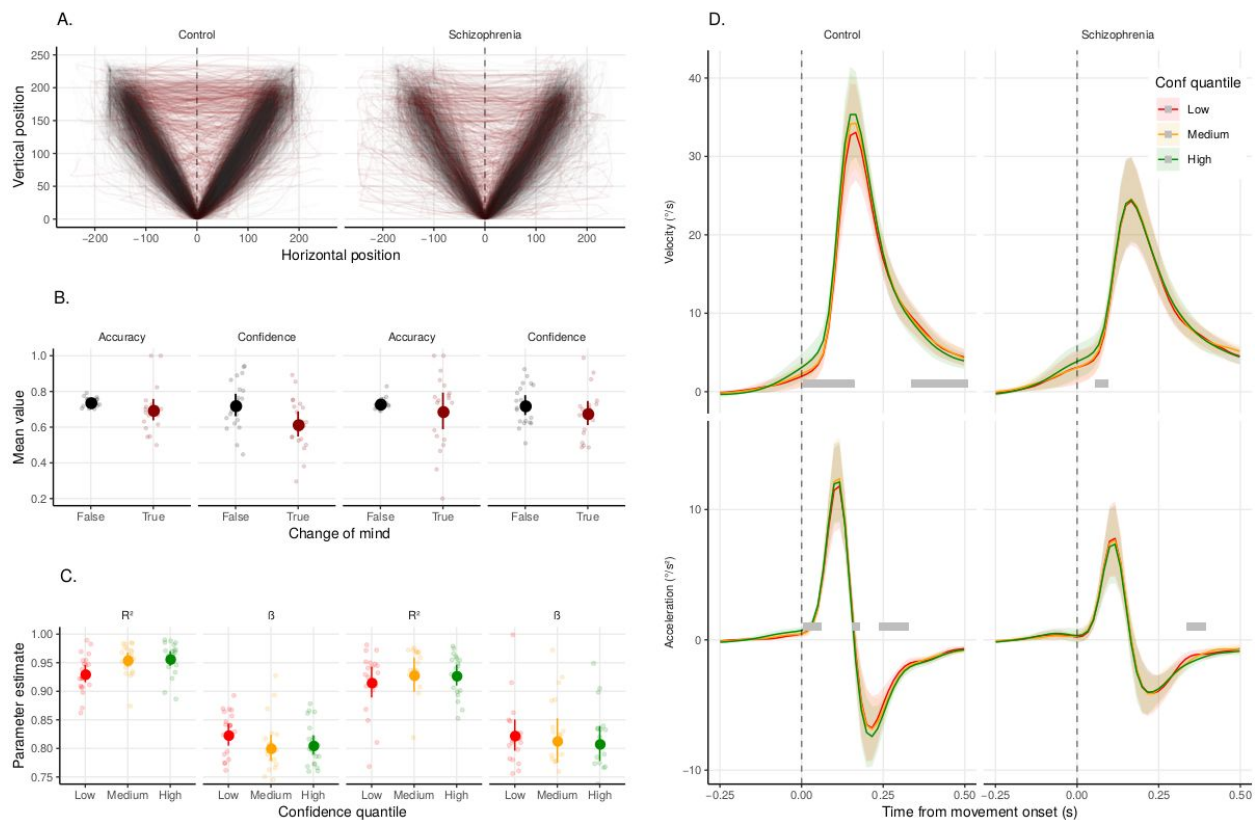 A.
Control Schizophrenia
Vertical position
250
200
150
100
50
0
−200 −100 0 100 200 −200 −100 0 100 200
Horizontal position
B.
Accuracy Confidence Accuracy Confidence
Mean value
1.0
0.8
0.6
0.4
0.2
False True False True False True False True
Change of mind
C.
R² ß R² ß
Parameter estimate
1.00
0.95
0.90
0.85
0.80
0.75
Low Medium High Low Medium High Low Medium High Low Medium High
Confidence quantile
D.
Control Schizophrenia
Conf quantile
Low
Medium
High
Velocity (°/s)
40
30
20
10
0
Acceleration (°/s²)
10
0
−10
−0.25 0.00 0.25 0.50 −0.25 0.00 0.25 0.50
Time from movement onset (s)